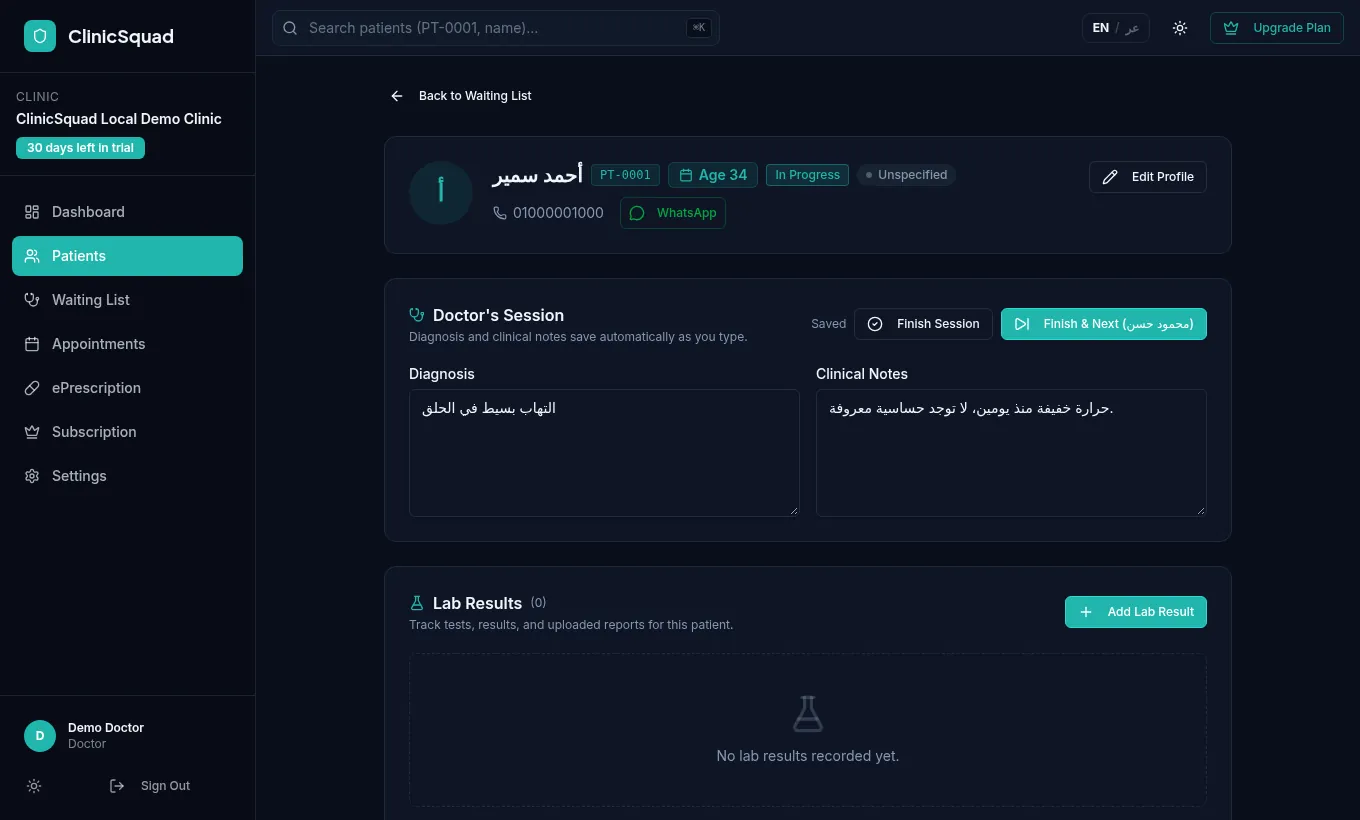 ClinicSquad
Search patients (PT-0001, name)...
⌘K
EN / عر
Upgrade Plan
CLINIC
ClinicSquad Local Demo Clinic
30 days left in trial
Dashboard
Patients
Waiting List
Appointments
ePrescription
Subscription
Settings
Demo Doctor
D
Doctor
Sign Out
Back to Waiting List
أ
أحمد سمير PT-0001 Age 34 In Progress Unspecified
01000001000 WhatsApp
Edit Profile
Doctor's Session
Diagnosis and clinical notes save automatically as you type.
Saved Finish Session Finish & Next (محمود حسن)
Diagnosis
التهاب بسيط في الحلق
Clinical Notes
حرارة خفيفة منذ يومين، لا توجد حساسية معروفة.
Lab Results (0)
Track tests, results, and uploaded reports for this patient.
Add Lab Result
No lab results recorded yet.